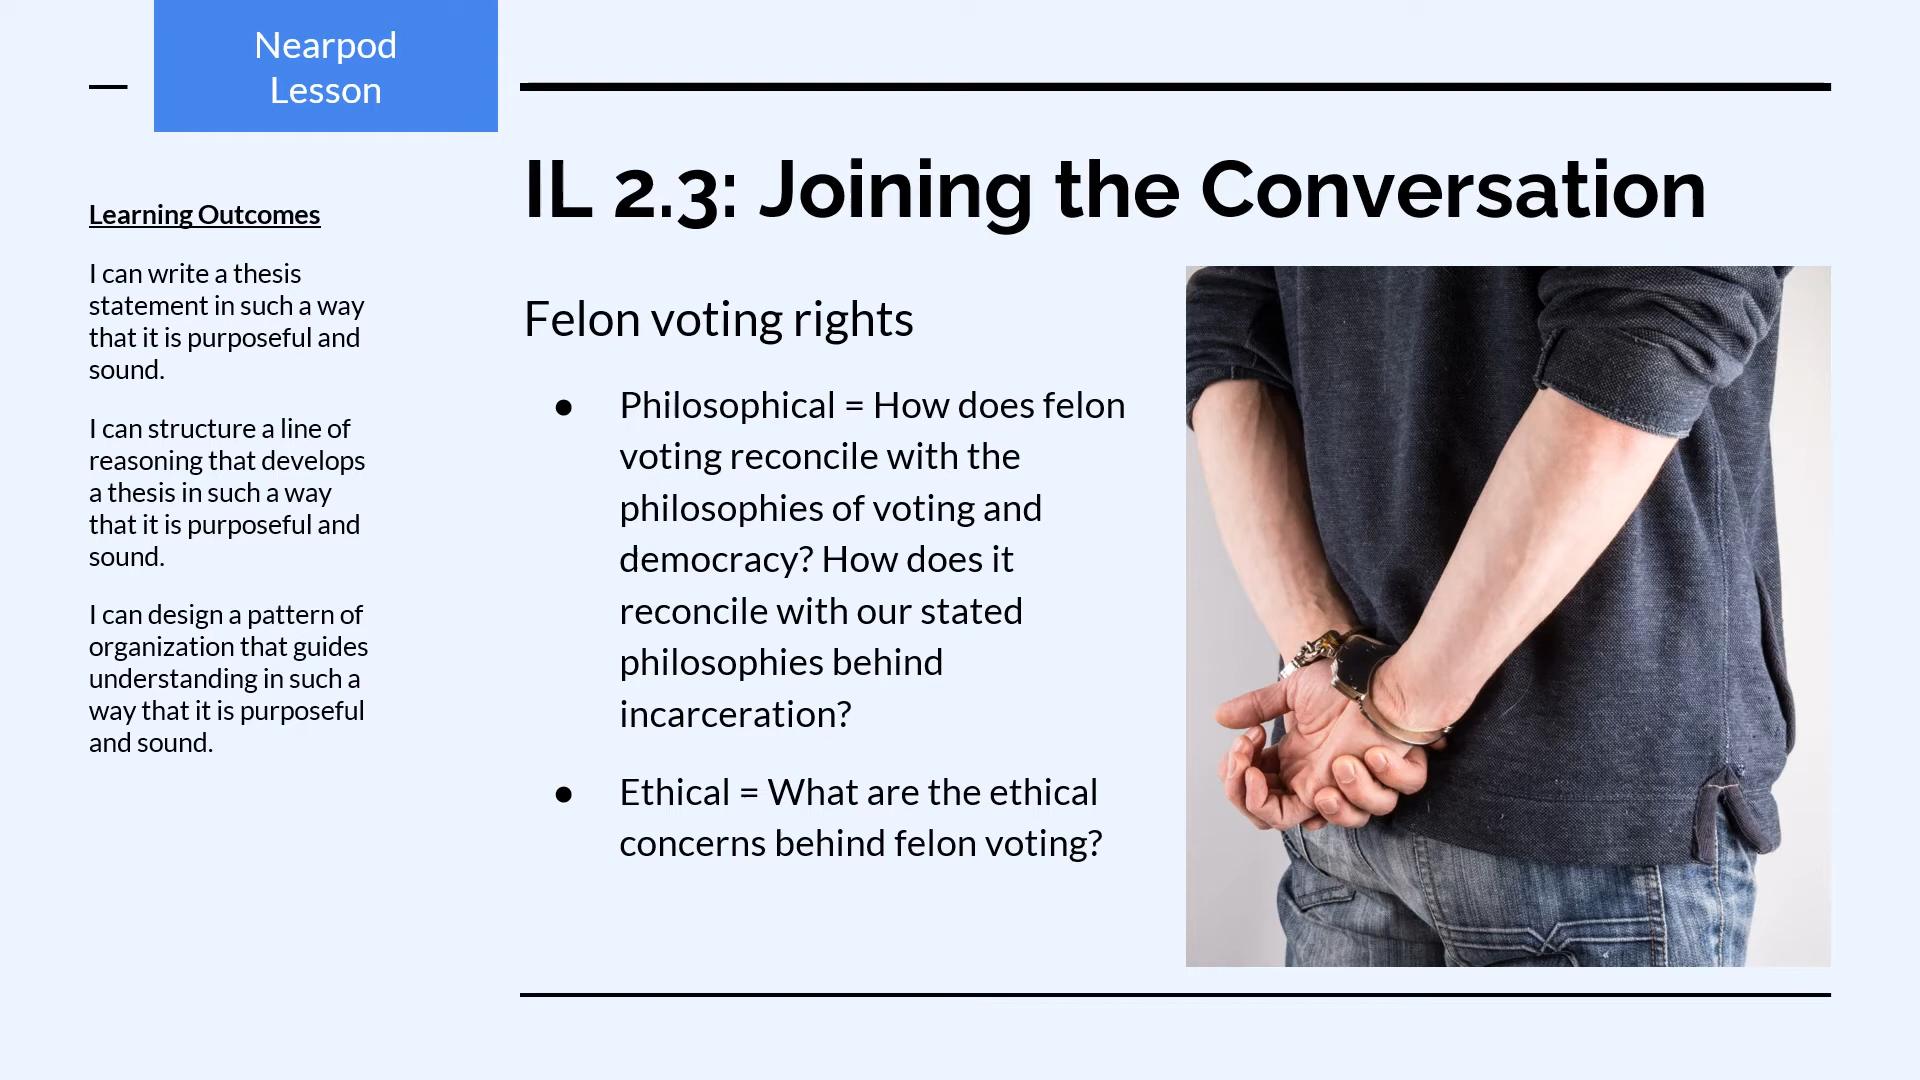 Nearpod
Lesson
IL 2.3: Joining the Conversation
Learning Outcomes
I can write a thesis
statement in such a way
that it is purposeful and
sound.
I can structure a line of
reasoning that develops
a thesis in such a way
that it is purposeful and
sound.
I can design a pattern of
organization that guides
understanding in such a
way that it is purposeful
and sound.
Felon voting rights
● Philosophical = How does felon
voting reconcile with the
philosophies of voting and
democracy? How does it
reconcile with our stated
philosophies behind
incarceration?
● Ethical = What are the ethical
concerns behind felon voting?